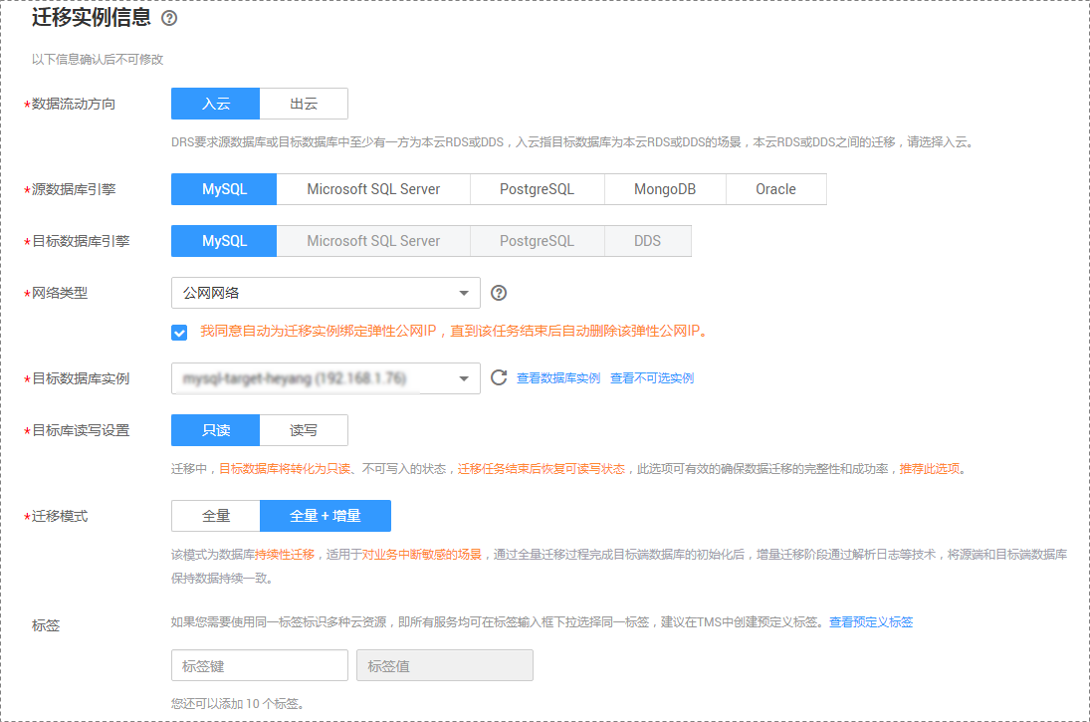 迁移实例信息
以下信息确认后不可修改
*数据流动方向 入云 出云
DRS要求源数据库或目标数据库中至少有一方为本云RDS或DDS，入云指目标数据库为本云RDS或DDS的场景，本云RDS或DDS之间的迁移，请选择入云。
*源数据库引擎 MySQL Microsoft SQL Server PostgreSQL MongoDB Oracle
*目标数据库引擎 MySQL Microsoft SQL Server PostgreSQL DDS
*网络类型 公网网络
我同意自动为迁移实例绑定弹性公网IP，直到该任务结束后自动删除该弹性公网IP。
*目标数据库实例 mysql-target-heyang (192.168.1.76) 查看数据库实例 查看不可选实例
*目标库读写设置 只读 读写
迁移中，目标数据库将转化为只读、不可写入的状态，迁移任务结束后恢复可读写状态，此选项可有效的确保数据迁移的完整性和成功率，推荐此选项。
*迁移模式 全量 全量+增量
该模式为数据库持续性迁移，适用于对业务中断敏感的场景，通过全量迁移过程完成目标端数据库的初始化后，增量迁移阶段通过解析日志等技术，将源端和目标端数据库
保持数据持续一致。
标签 如果您需要使用同一标签标识多种云资源，即所有服务均可在标签输入框下拉选择同一标签，建议在TMS中创建预定义标签。查看预定义标签
标签键 标签值
您还可以添加 10 个标签。